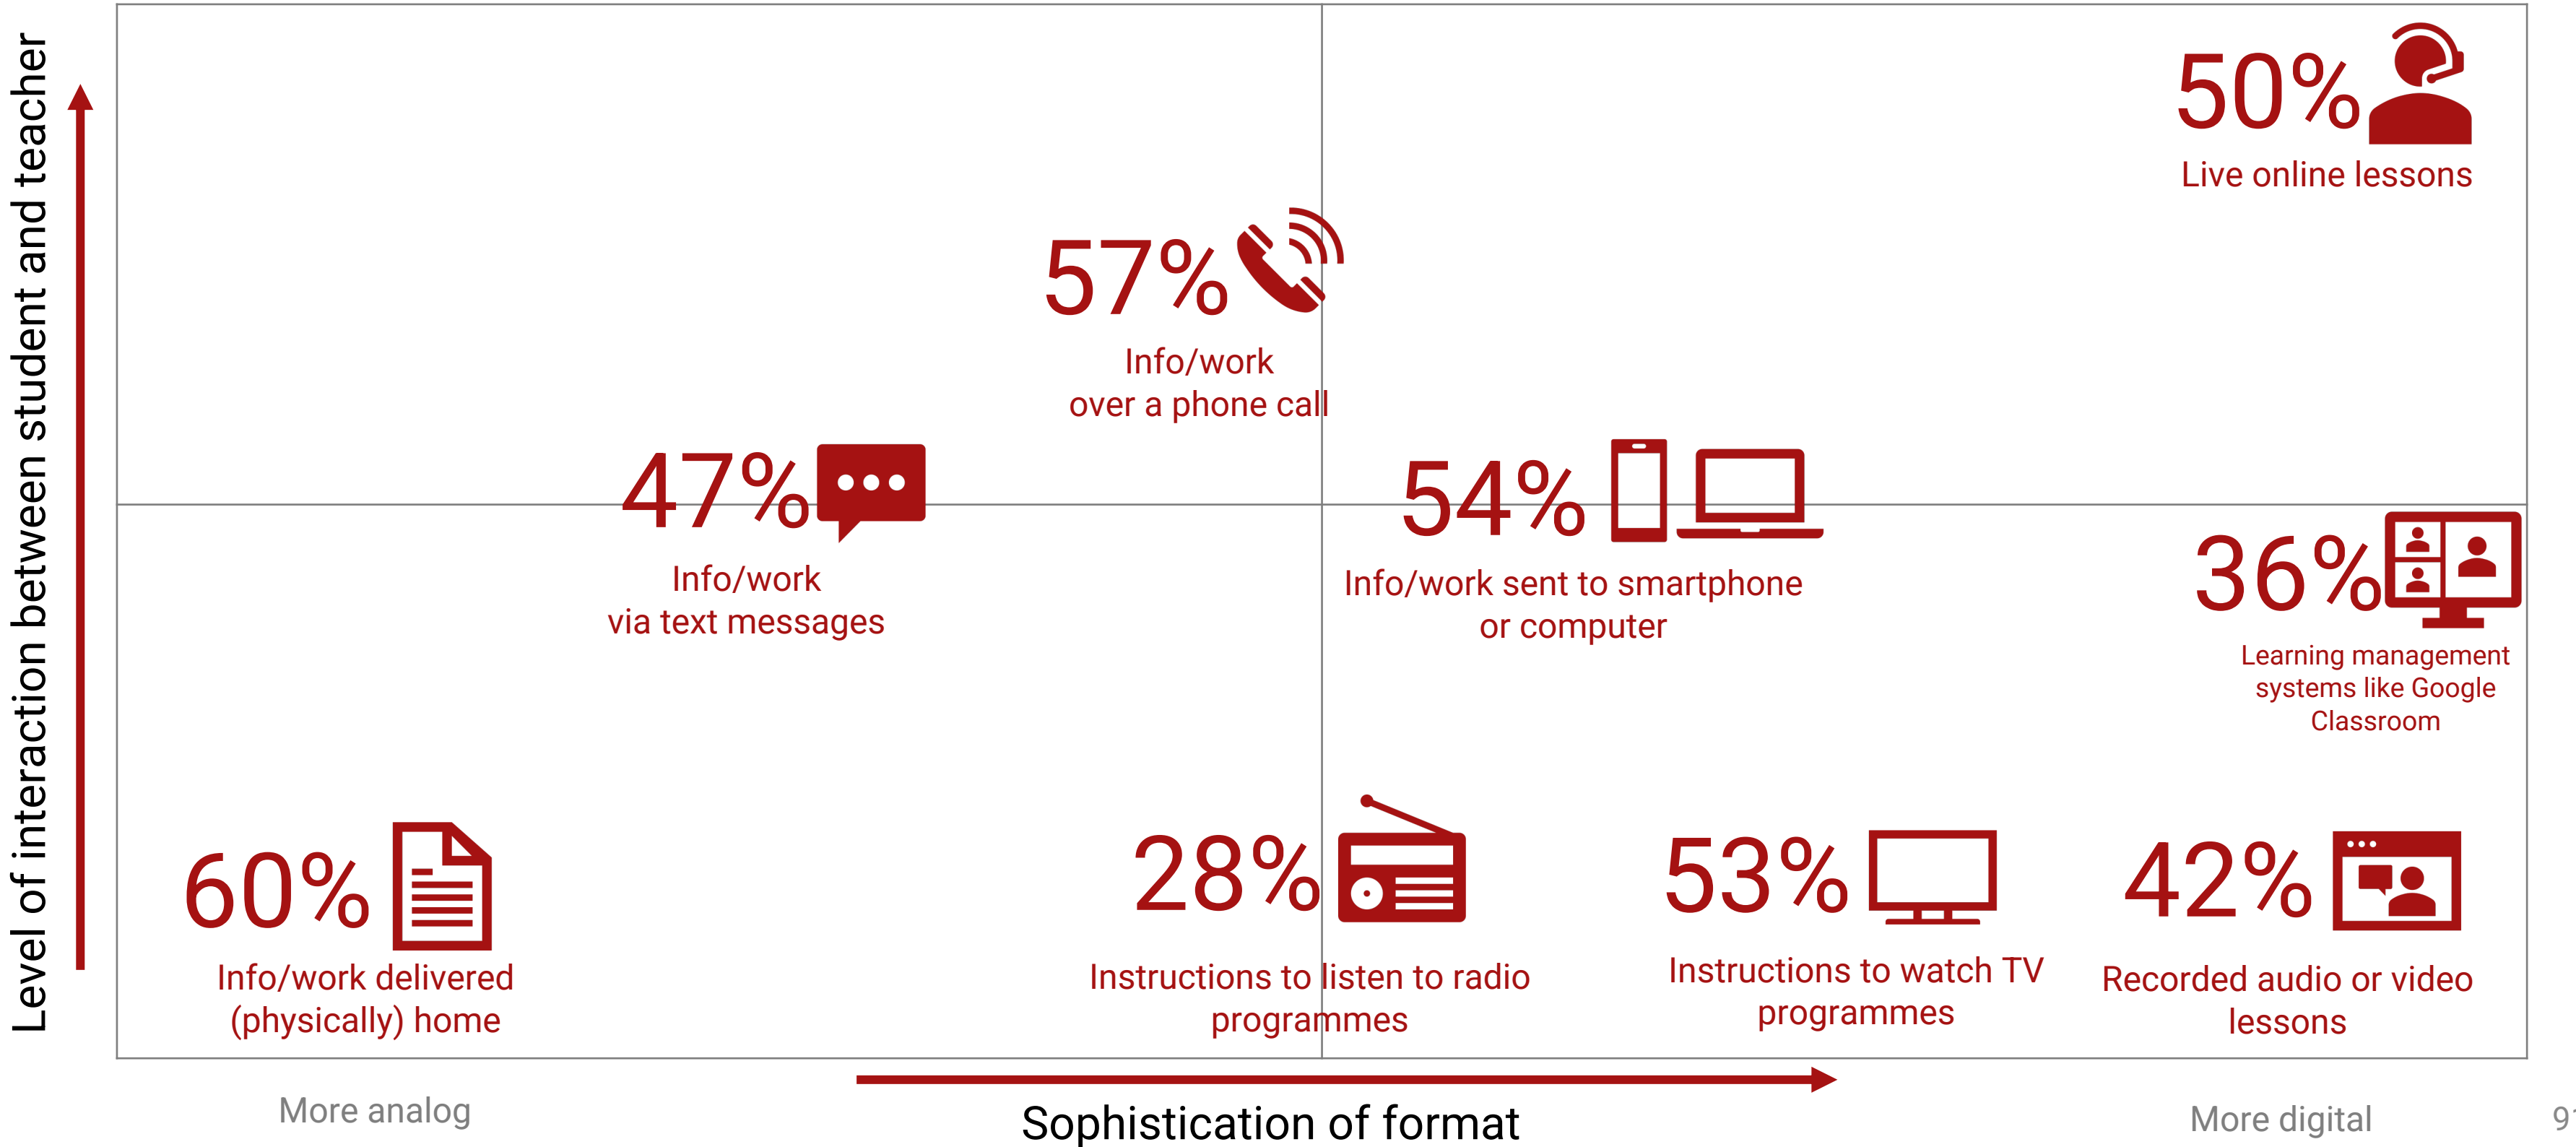 Level of interaction between student and teacher
50%
Live online lessons
57%
Info/work
over a phone call
47%
Info/work
via text messages
54%
Info/work sent to smartphone
or computer
36%
Learning management
systems like Google
Classroom
60%
Info/work delivered
(physically) home
28%
Instructions to listen to radio
programmes
53%
Instructions to watch TV
programmes
42%
Recorded audio or video
lessons
More analog
Sophistication of format
More digital